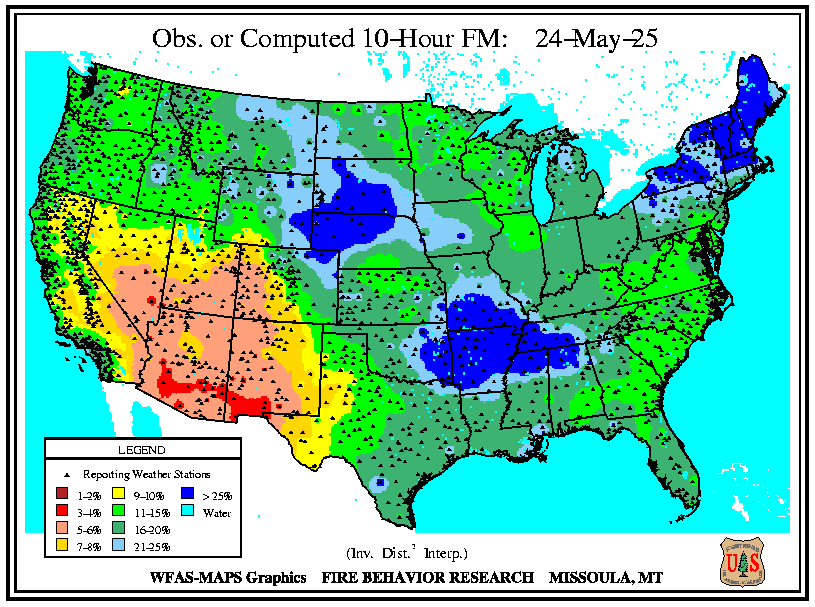 Obs. or Computed 10-Hour FM: 24-May-25
LEGEND
Reporting Weather Stations
1-2% 9-10% > 25%
3-4% 11-15% Water
5-6% 16-20%
7-8% 21-25%
(Inv. Dist.² Interp.)
WFAS-MAPS Graphics FIRE BEHAVIOR RESEARCH MISSOULA, MT
U S